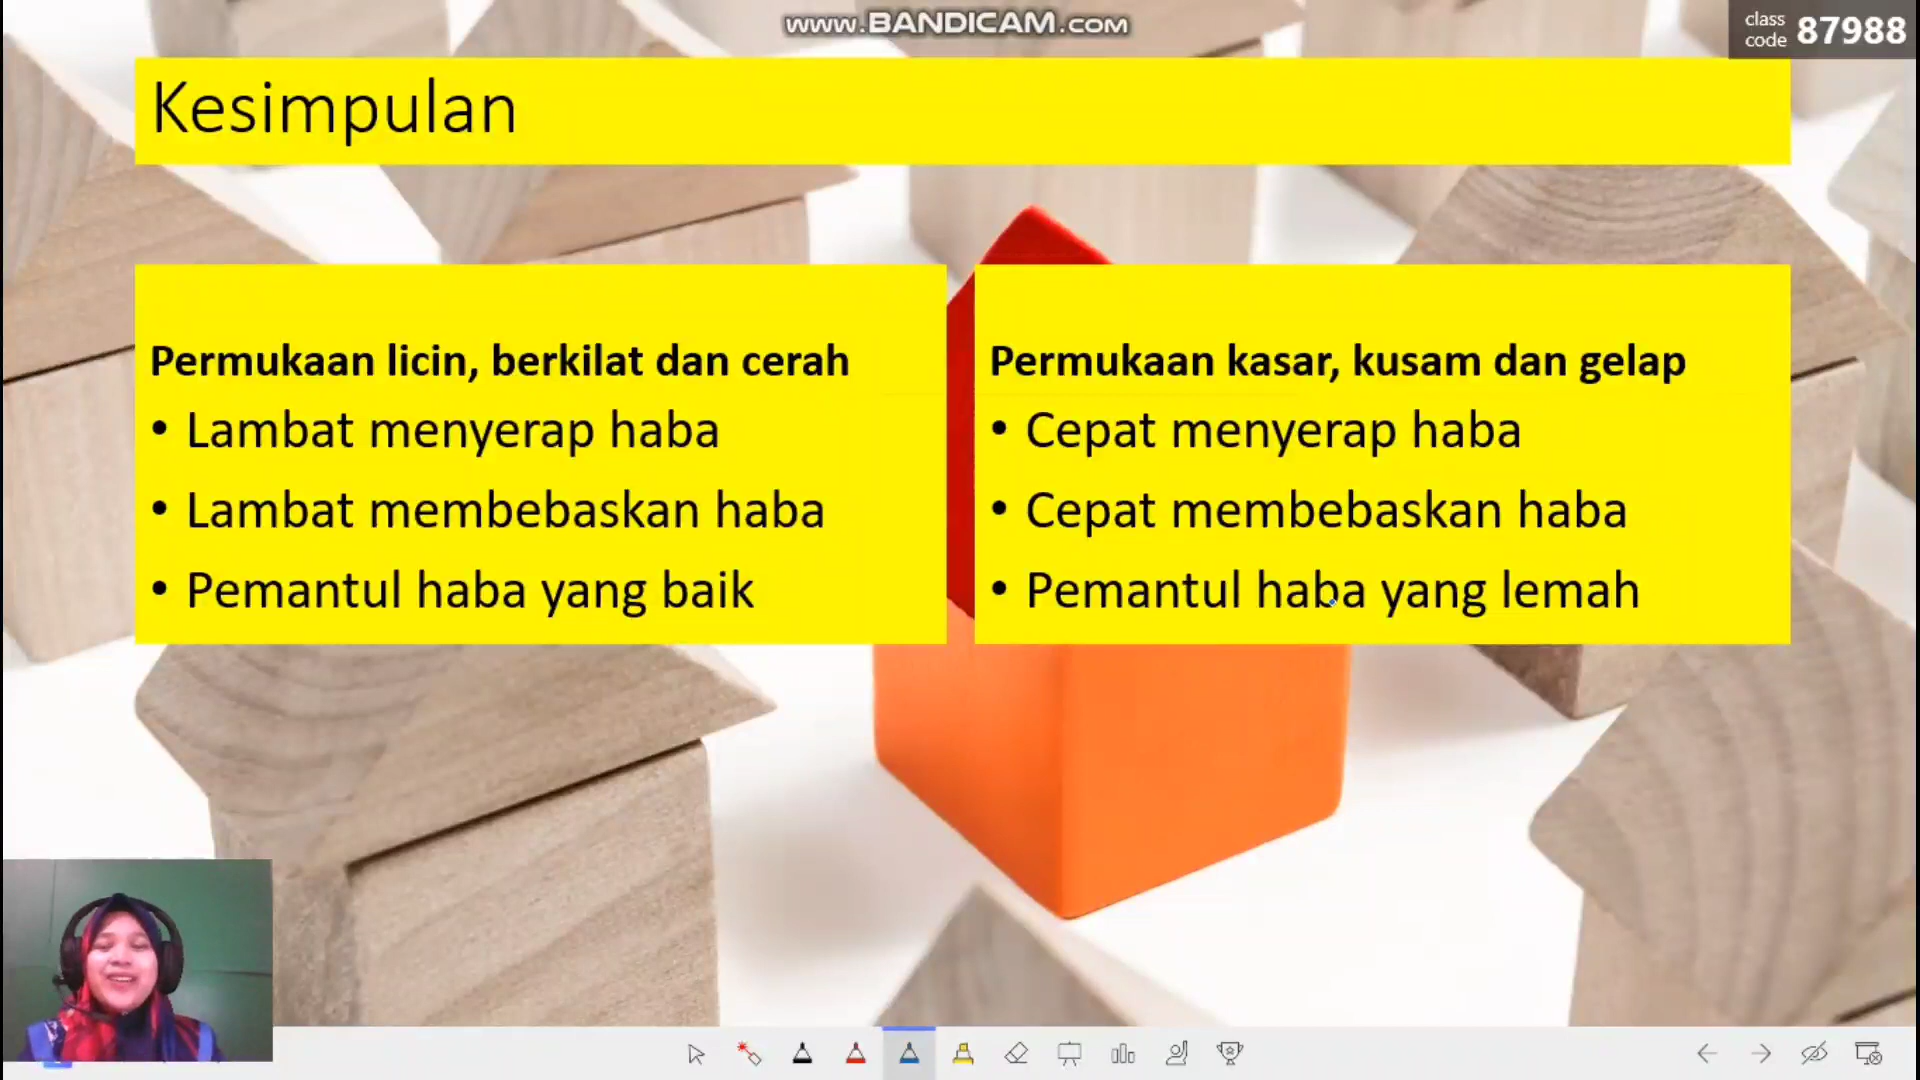 www.BANDICAM.com
class code 87988
Kesimpulan
Permukaan licin, berkilat dan cerah
• Lambat menyerap haba
• Lambat membebaskan haba
• Pemantul haba yang baik
Permukaan kasar, kusam dan gelap
• Cepat menyerap haba
• Cepat membebaskan haba
• Pemantul haba yang lemah